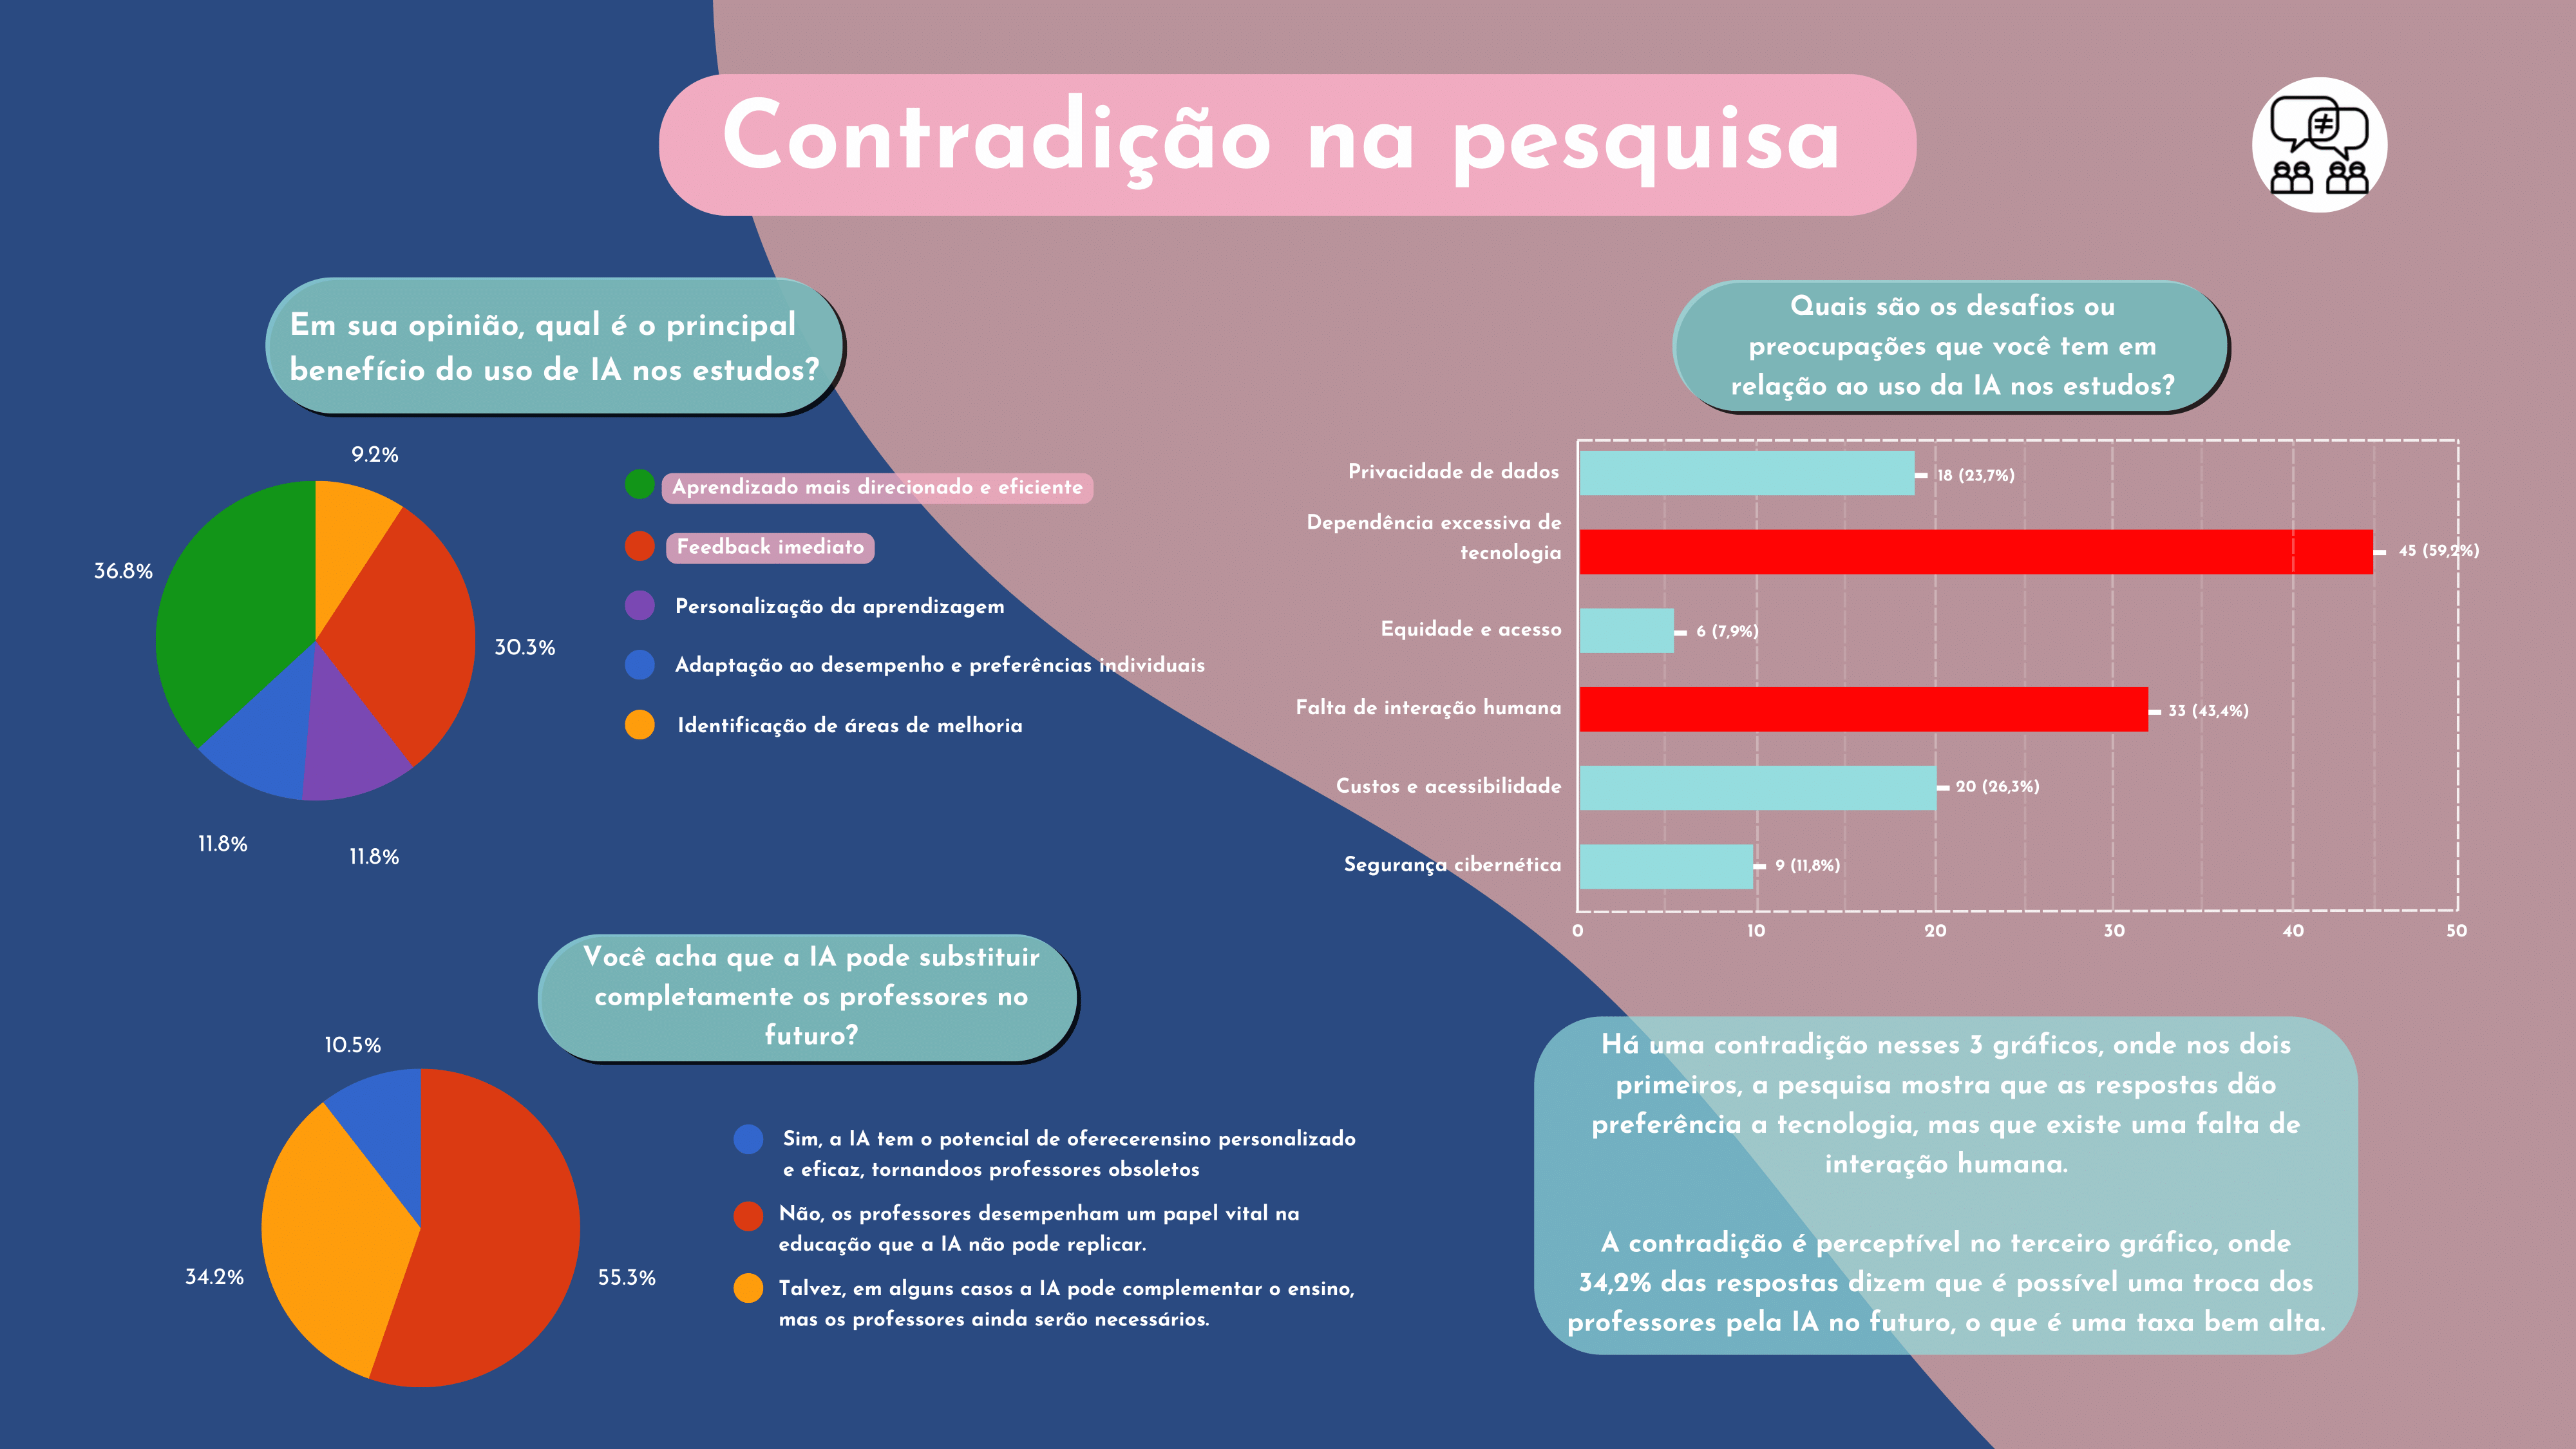 Contradição na pesquisa
≠
Em sua opinião, qual é o principal
benefício do uso de IA nos estudos?
9.2%
36.8%
30.3%
11.8%
11.8%
Aprendizado mais direcionado e eficiente
Feedback imediato
Personalização da aprendizagem
Adaptação ao desempenho e preferências individuais
Identificação de áreas de melhoria
Quais são os desafios ou
preocupações que você tem em
relação ao uso da IA nos estudos?
Privacidade de dados
18 (23,7%)
Dependência excessiva de
tecnologia
45 (59,2%)
Equidade e acesso
6 (7,9%)
Falta de interação humana
33 (43,4%)
Custos e acessibilidade
20 (26,3%)
Segurança cibernética
9 (11,8%)
0 10 20 30 40 50
Você acha que a IA pode substituir
completamente os professores no
futuro?
10.5%
34.2%
55.3%
Sim, a IA tem o potencial de oferecerensino personalizado
e eficaz, tornandoos professores obsoletos
Não, os professores desempenham um papel vital na
educação que a IA não pode replicar.
Talvez, em alguns casos a IA pode complementar o ensino,
mas os professores ainda serão necessários.
Há uma contradição nesses 3 gráficos, onde nos dois
primeiros, a pesquisa mostra que as respostas dão
preferência a tecnologia, mas que existe uma falta de
interação humana.
A contradição é perceptível no terceiro gráfico, onde
34,2% das respostas dizem que é possível uma troca dos
professores pela IA no futuro, o que é uma taxa bem alta.